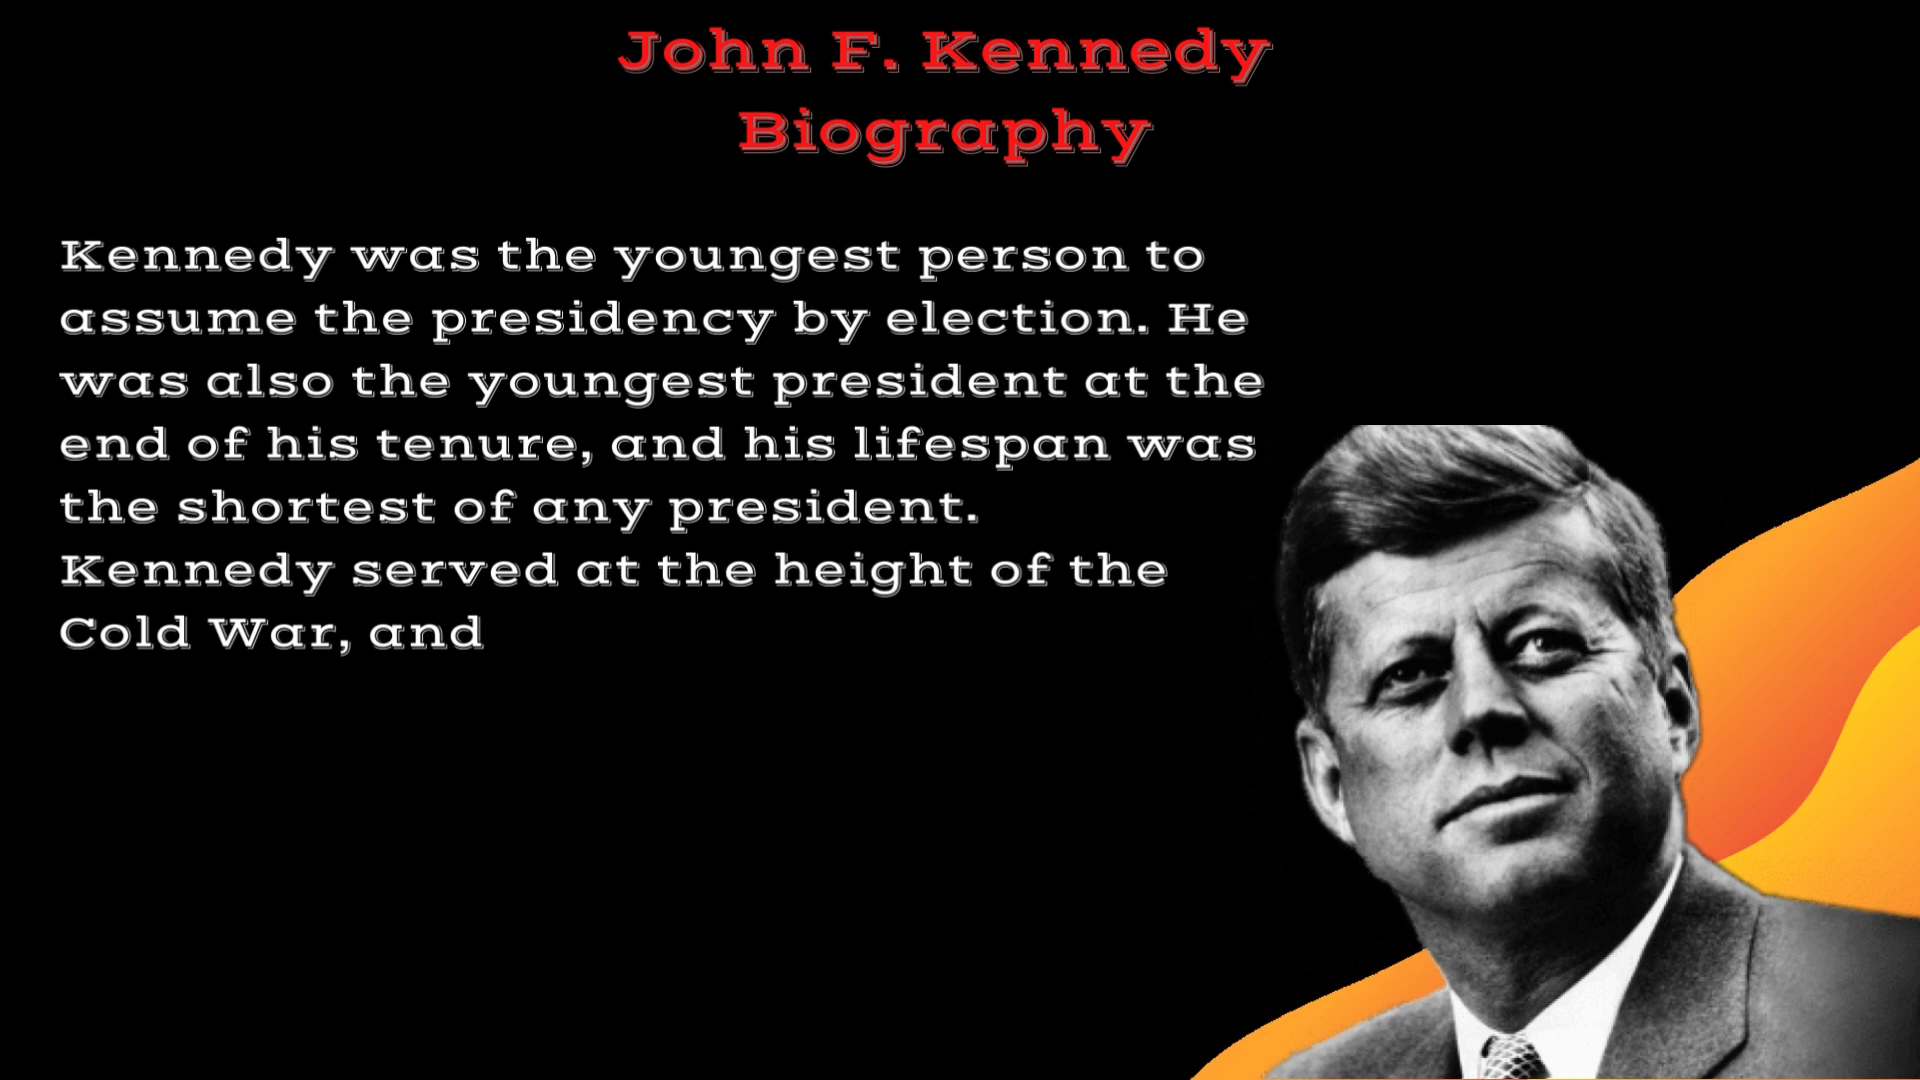 John F. Kennedy
Biography
Kennedy was the youngest person to
assume the presidency by election. He
was also the youngest president at the
end of his tenure, and his lifespan was
the shortest of any president.
Kennedy served at the height of the
Cold War, and